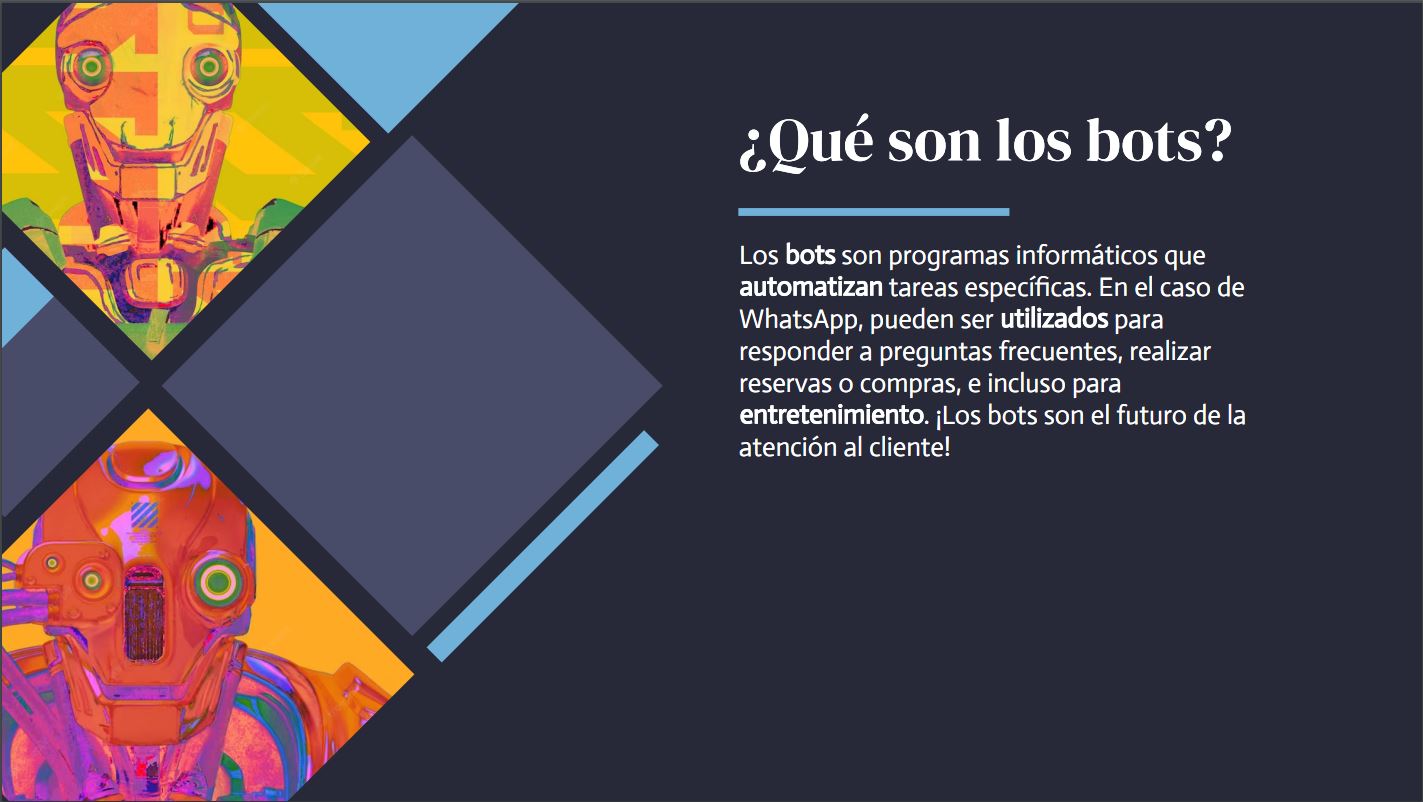 ¿Qué son los bots?
Los bots son programas informáticos que
automatizan tareas específicas. En el caso de
WhatsApp, pueden ser utilizados para
responder a preguntas frecuentes, realizar
reservas o compras, e incluso para
entretenimiento. ¡Los bots son el futuro de la
atención al cliente!